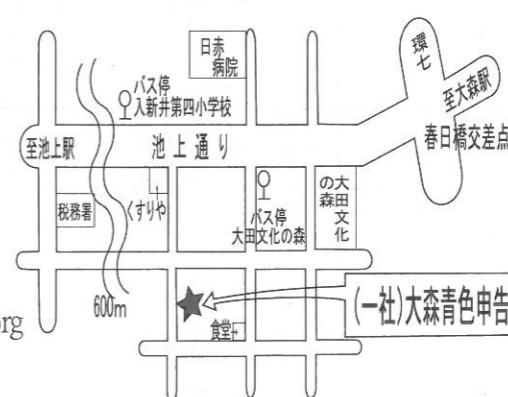 日赤
病院
環七
バス停
入新井第四小学校
至大森駅
至池上駅
池上通り
春日橋交差点
税務署
くすりや
バス停
大田文化の森
大田文化
の森
600m
食堂
(一社)大森青色申告
org